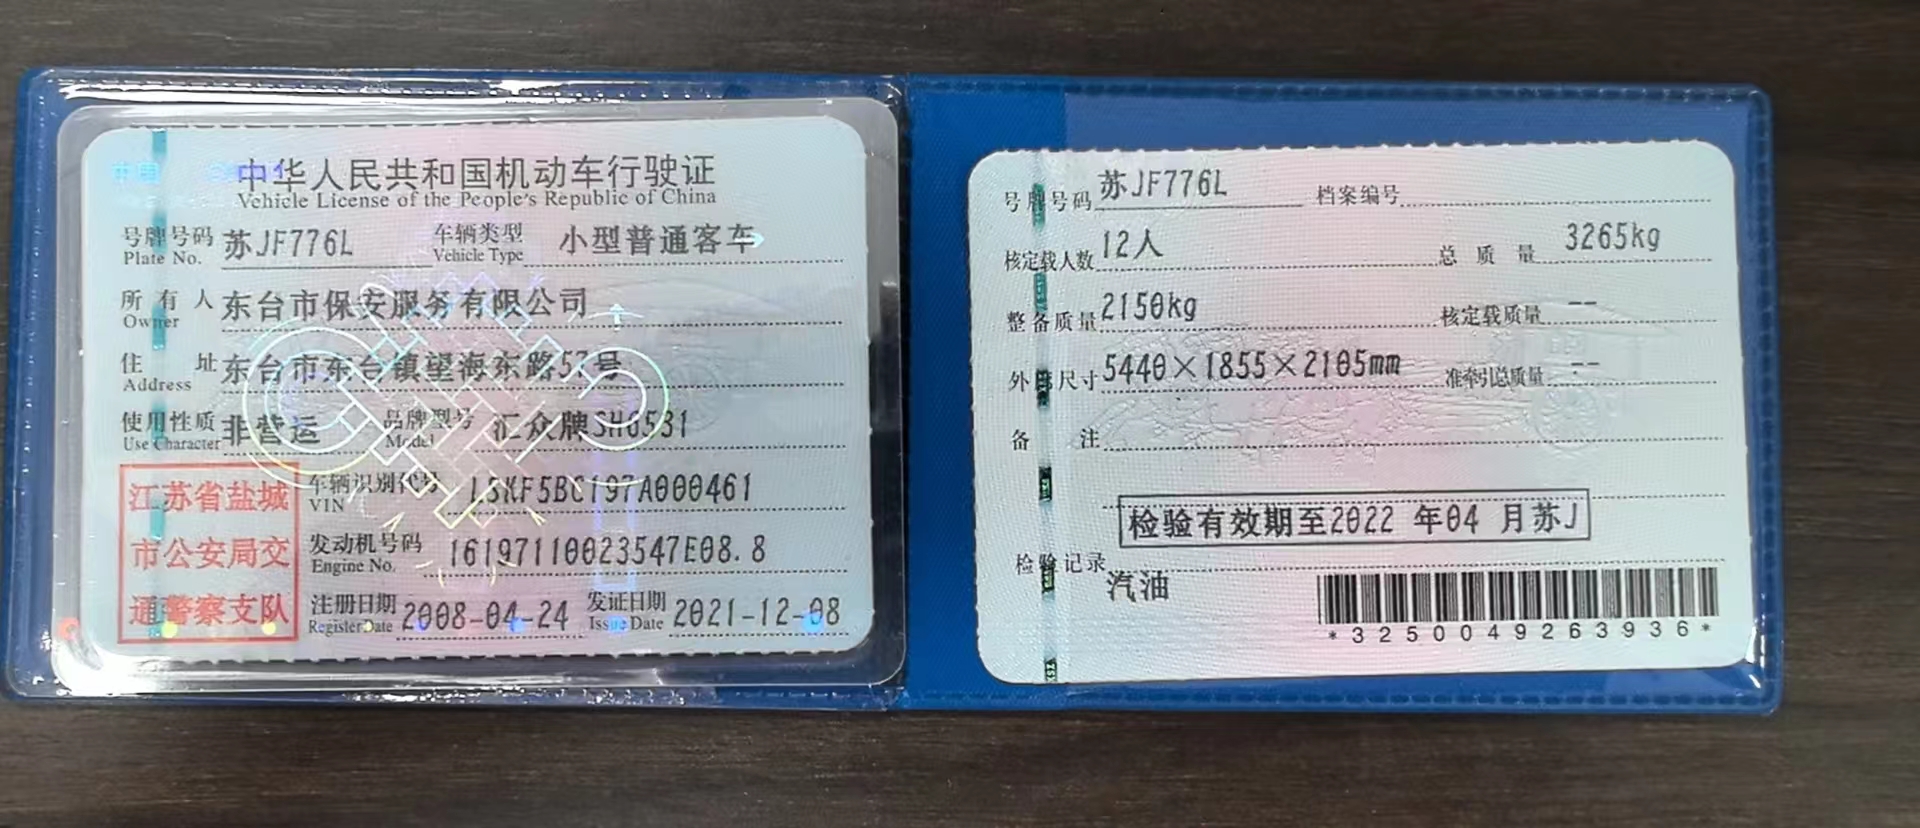 中华人民共和国机动车行驶证
Vehicle License of the People's Republic of China
号牌号码 苏JF776L 车辆类型 小型普通客车
Plate No. Vehicle Type
所有人 东台市保安服务有限公司
Owner
住址 东台市东台镇望海东路57号
Address
使用性质 非营运 品牌型号 汇众牌SH6531
Use Character Model
江苏省盐城
市公安局交
通警察支队
车辆识别代号 LSKF5BC197A000461
VIN
发动机号码 16197110023547E08.8
Engine No.
注册日期 2008-04-24 发证日期 2021-12-08
Register Date Issue Date
号牌号码 苏JF776L 档案编号
核定载人数 12人 总质量 3265kg
整备质量 2150kg 核定载质量 --
外廓尺寸 5440×1855×2105mm 准牵引总质量 --
备注
检验有效期至2022年04月苏J
检验记录
汽油
*3250049263936*